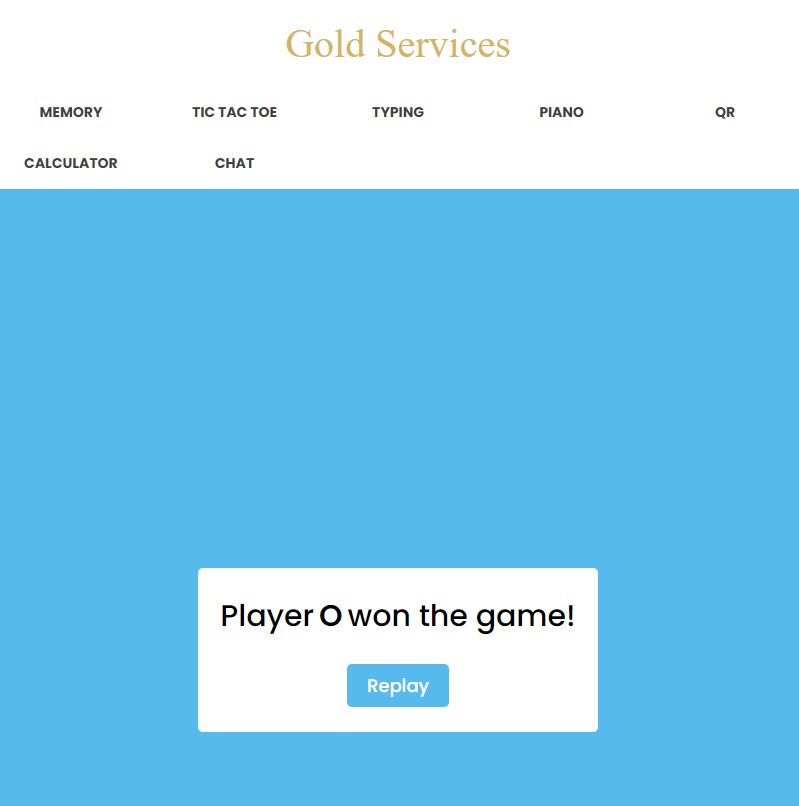 Gold Services
MEMORY TIC TAC TOE TYPING PIANO QR
CALCULATOR CHAT
Player O won the game!
Replay